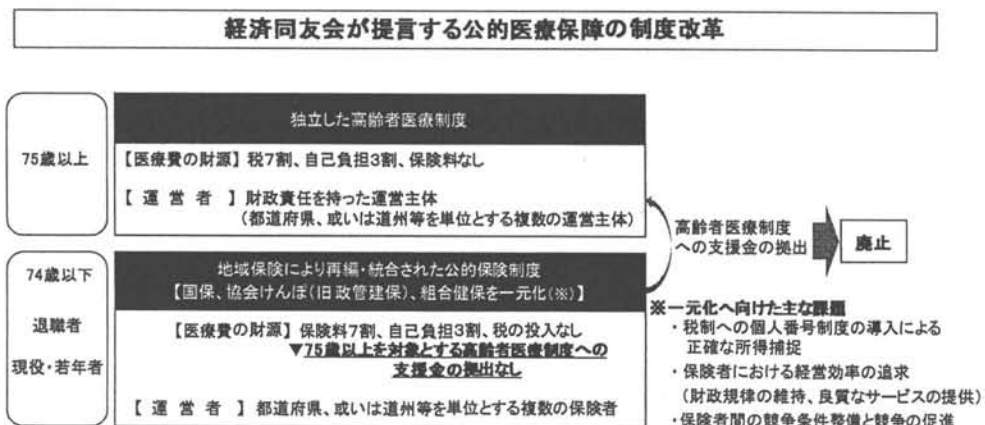 経済同友会が提言する公的医療保障の制度改革
75歳以上
独立した高齢者医療制度
【医療費の財源】税7割、自己負担3割、保険料なし
【 運 営 者 】財政責任を持った運営主体
(都道府県、或いは道州等を単位とする複数の運営主体)
高齢者医療制度
への支援金の拠出
廃止
74歳以下
退職者
現役・若年者
地域保険により再編・統合された公的保険制度
【国保、協会けんぽ(旧政管建保)、組合健保を一元化(※)】
【医療費の財源】保険料7割、自己負担3割、税の投入なし
▼75歳以上を対象とする高齢者医療制度への
支援金の拠出なし
【 運 営 者 】都道府県、或いは道州等を単位とする複数の保険者
※一元化へ向けた主な課題
・税制への個人番号制度の導入による
正確な所得捕捉
・保険者における経営効率の追求
(財政規律の維持、良質なサービスの提供)
・保険者間の競争条件整備と競争の促進